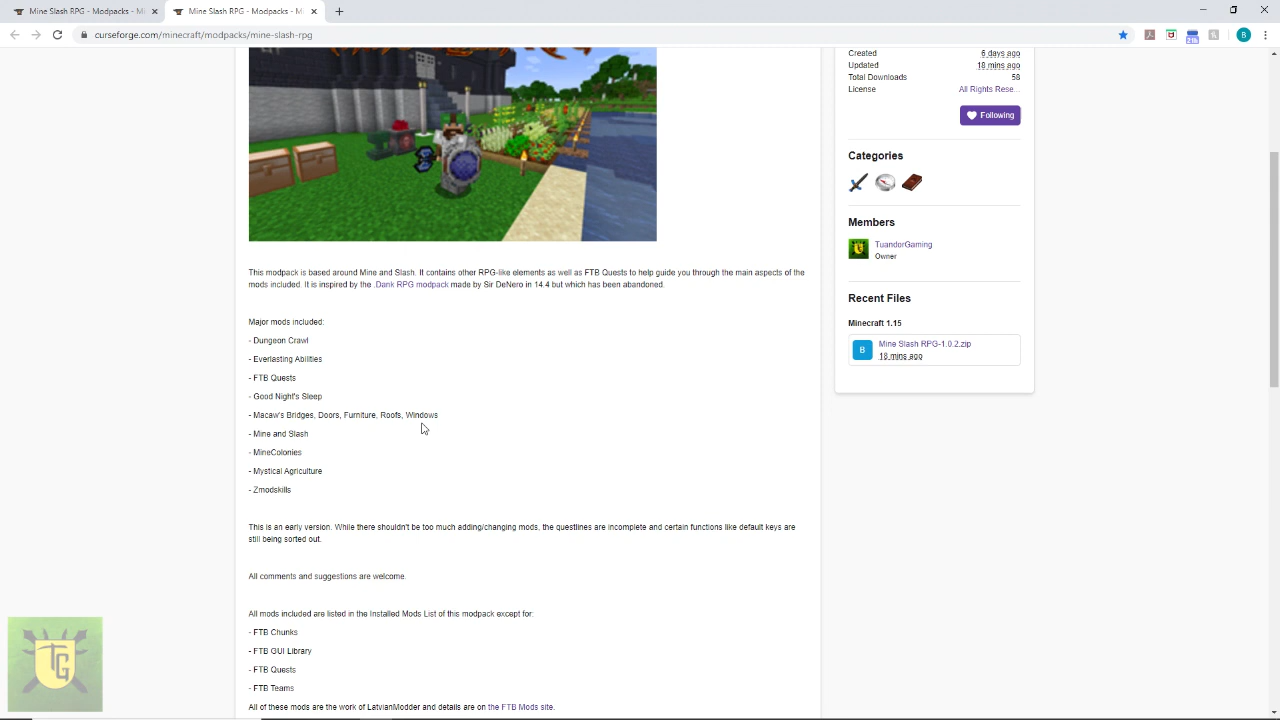 Mine Slash RPG - Modpacks - Mi
Mine Slash RPG - Modpacks - Mi
curseforge.com/minecraft/modpacks/mine-slash-rpg
B
Created 6 days ago
Updated 18 mins ago
Total Downloads 58
License All Rights Rese...
Following
Categories
Members
TuandorGaming
Owner
Recent Files
Minecraft 1.15
B Mine Slash RPG-1.0.2.zip
18 mins ago
This modpack is based around Mine and Slash. It contains other RPG-like elements as well as FTB Quests to help guide you through the main aspects of the
mods included. It is inspired by the .Dank RPG modpack made by Sir DeNero in 14.4 but which has been abandoned.
Major mods included:
- Dungeon Crawl
- Everlasting Abilities
- FTB Quests
- Good Night's Sleep
- Macaw's Bridges, Doors, Furniture, Roofs, Windows
- Mine and Slash
- MineColonies
- Mystical Agriculture
- Zmodskills
This is an early version. While there shouldn't be too much adding/changing mods, the questlines are incomplete and certain functions like default keys are
still being sorted out.
All comments and suggestions are welcome.
All mods included are listed in the Installed Mods List of this modpack except for:
- FTB Chunks
- FTB GUI Library
- FTB Quests
- FTB Teams
All of these mods are the work of LatvianModder and details are on the FTB Mods site.
TG